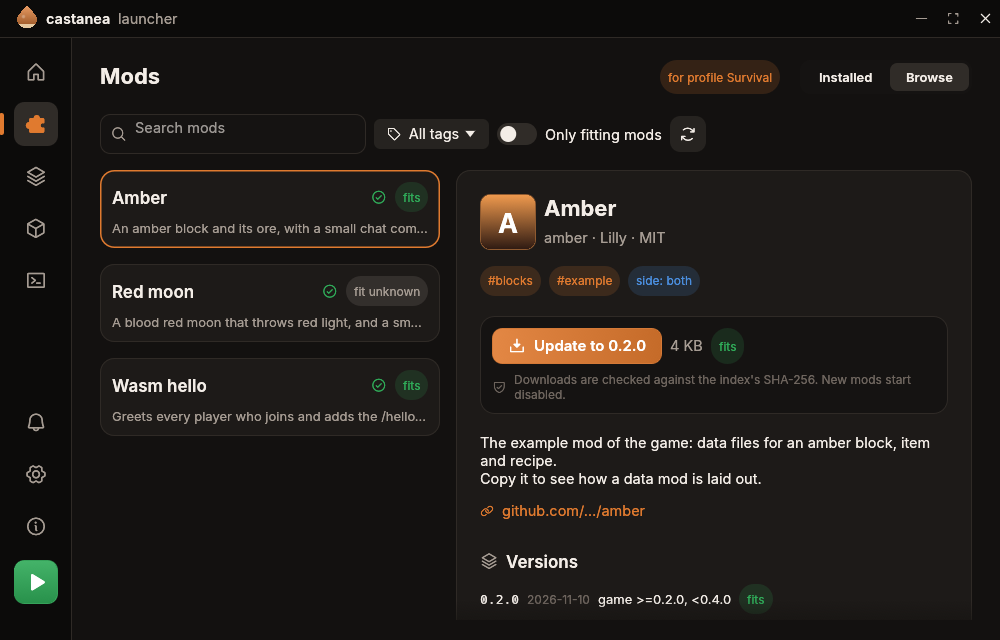 castanea launcher
Mods
for profile Survival
Installed
Browse
Search mods
All tags
Only fitting mods
Amber
fits
An amber block and its ore, with a small chat com...
Red moon
fit unknown
A blood red moon that throws red light, and a sm...
Wasm hello
fits
Greets every player who joins and adds the /hello...
A
Amber
amber · Lilly · MIT
#blocks
#example
side: both
Update to 0.2.0
4 KB
fits
Downloads are checked against the index's SHA-256. New mods start
disabled.
The example mod of the game: data files for an amber block, item
and recipe.
Copy it to see how a data mod is laid out.
github.com/.../amber
Versions
0.2.0 2026-11-10 game >=0.2.0, <0.4.0 fits